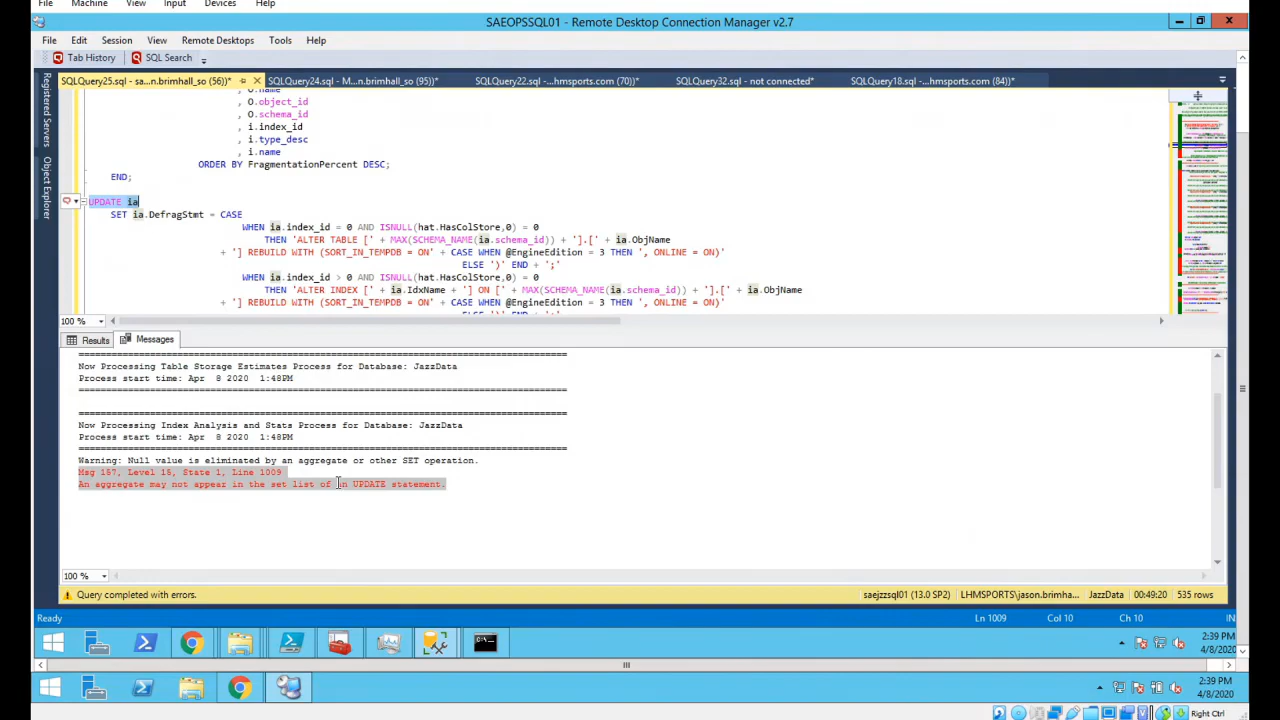 File Machine View Input Devices Help
SAEOPSSQL01 - Remote Desktop Connection Manager v2.7
File Edit Session View Remote Desktops Tools Help
Tab History SQL Search
SQLQuery25.sql - sa...n.brimhall_so (56))* SQLQuery24.sql - M...n.brimhall_so (95))* SQLQuery22.sql -...hmsports.com (70))* SQLQuery32.sql - not connected* SQLQuery18.sql -...hmsports.com (84))*
Registered Servers
Object Explorer
, O.name
, O.object_id
, O.schema_id
, i.index_id
, i.type_desc
, i.name
ORDER BY FragmentationPercent DESC;
END;
UPDATE ia
SET ia.DefragStmt = CASE
WHEN ia.index_id = 0 AND ISNULL(hat.HasColStore,0) = 0
THEN 'ALTER TABLE [' + MAX(SCHEMA_NAME(ia.schema_id)) + '].[' + ia.ObjName
+ '] REBUILD WITH (SORT_IN_TEMPDB = ON' + CASE WHEN @EngineEdition = 3 THEN ', ONLINE = ON)'
ELSE ')' END + ';'
WHEN ia.index_id > 0 AND ISNULL(hat.HasColStore,0) = 0
THEN 'ALTER INDEX [' + ia.IdxName + '] ON [' + MAX(SCHEMA_NAME(ia.schema_id)) + '].[' + ia.ObjName
+ '] REBUILD WITH (SORT_IN_TEMPDB = ON' + CASE WHEN @EngineEdition = 3 THEN ', ONLINE = ON)'
100 %
Results Messages
Now Processing Table Storage Estimates Process for Database: JazzData
Process start time: Apr 8 2020 1:48PM
Now Processing Index Analysis and Stats Process for Database: JazzData
Process start time: Apr 8 2020 1:48PM
Warning: Null value is eliminated by an aggregate or other SET operation.
Msg 157, Level 15, State 1, Line 1009
An aggregate may not appear in the set list of an UPDATE statement.
100 %
Query completed with errors. saejzzsql01 (13.0 SP2) LHMSPORTS\jason.brimha... JazzData 00:49:20 535 rows
Ready Ln 1009 Col 10 Ch 10 IN
2:39 PM
4/8/2020
2:39 PM
4/8/2020
Right Ctrl